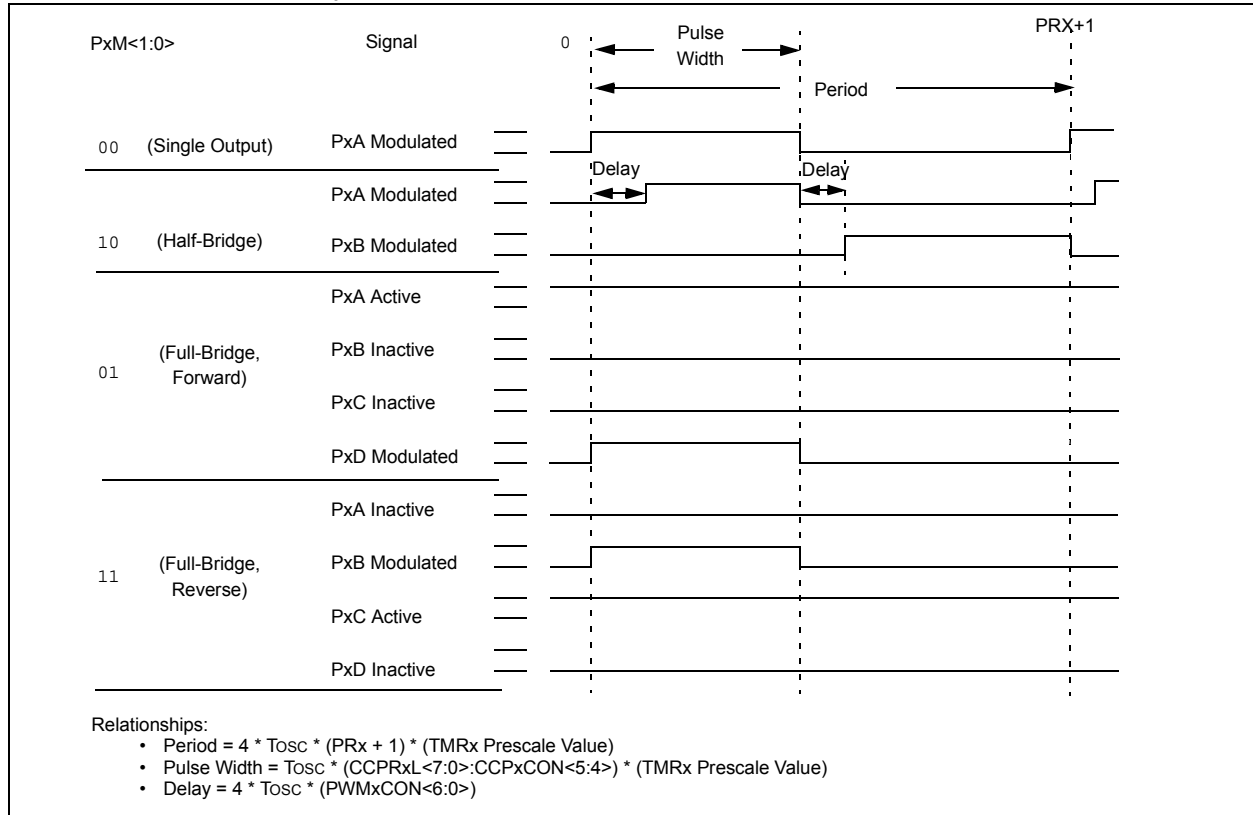 PxM<1:0>
Signal
0
Pulse
Width
PRX+1
Period
00 (Single Output) PxA Modulated
Delay
Delay
PxA Modulated
10 (Half-Bridge) PxB Modulated
PxA Active
01 (Full-Bridge,
Forward)
PxB Inactive
PxC Inactive
PxD Modulated
PxA Inactive
11 (Full-Bridge,
Reverse)
PxB Modulated
PxC Active
PxD Inactive
Relationships:
• Period = 4 * TOSC * (PRx + 1) * (TMRx Prescale Value)
• Pulse Width = TOSC * (CCPRxL<7:0>:CCPxCON<5:4>) * (TMRx Prescale Value)
• Delay = 4 * TOSC * (PWMxCON<6:0>)